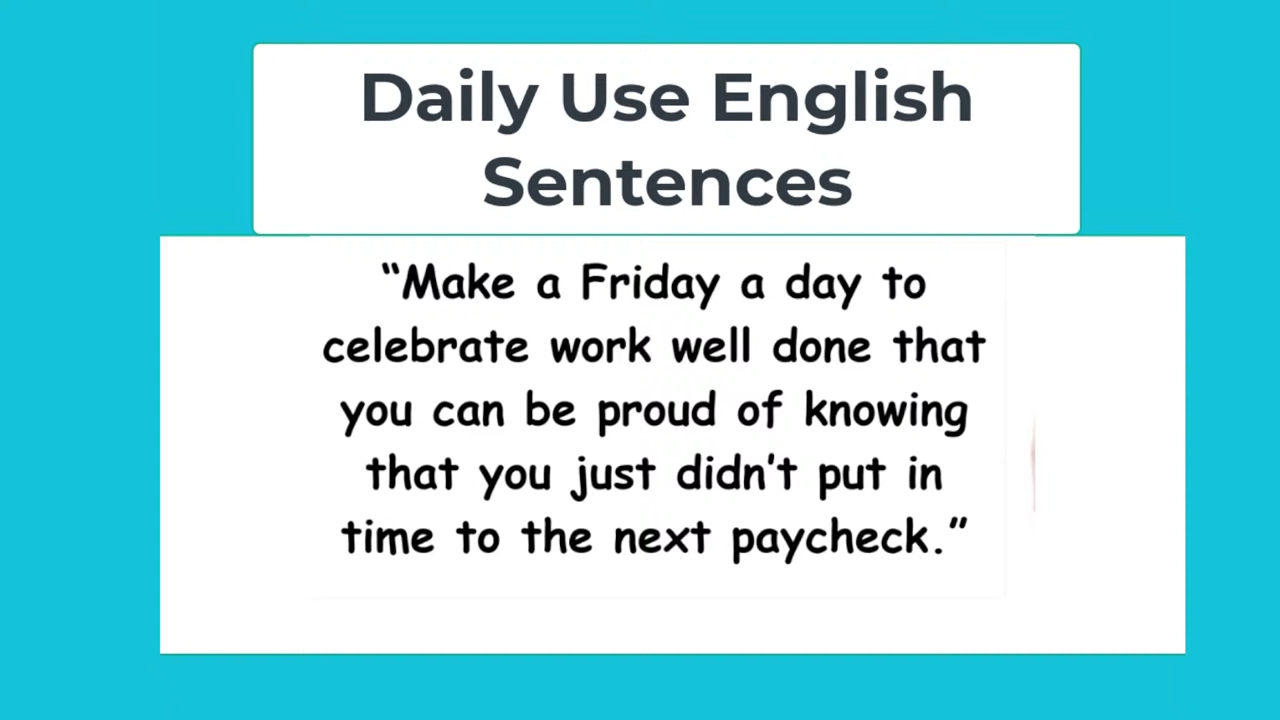 Daily Use English
Sentences
“Make a Friday a day to
celebrate work well done that
you can be proud of knowing
that you just didn’t put in
time to the next paycheck.”